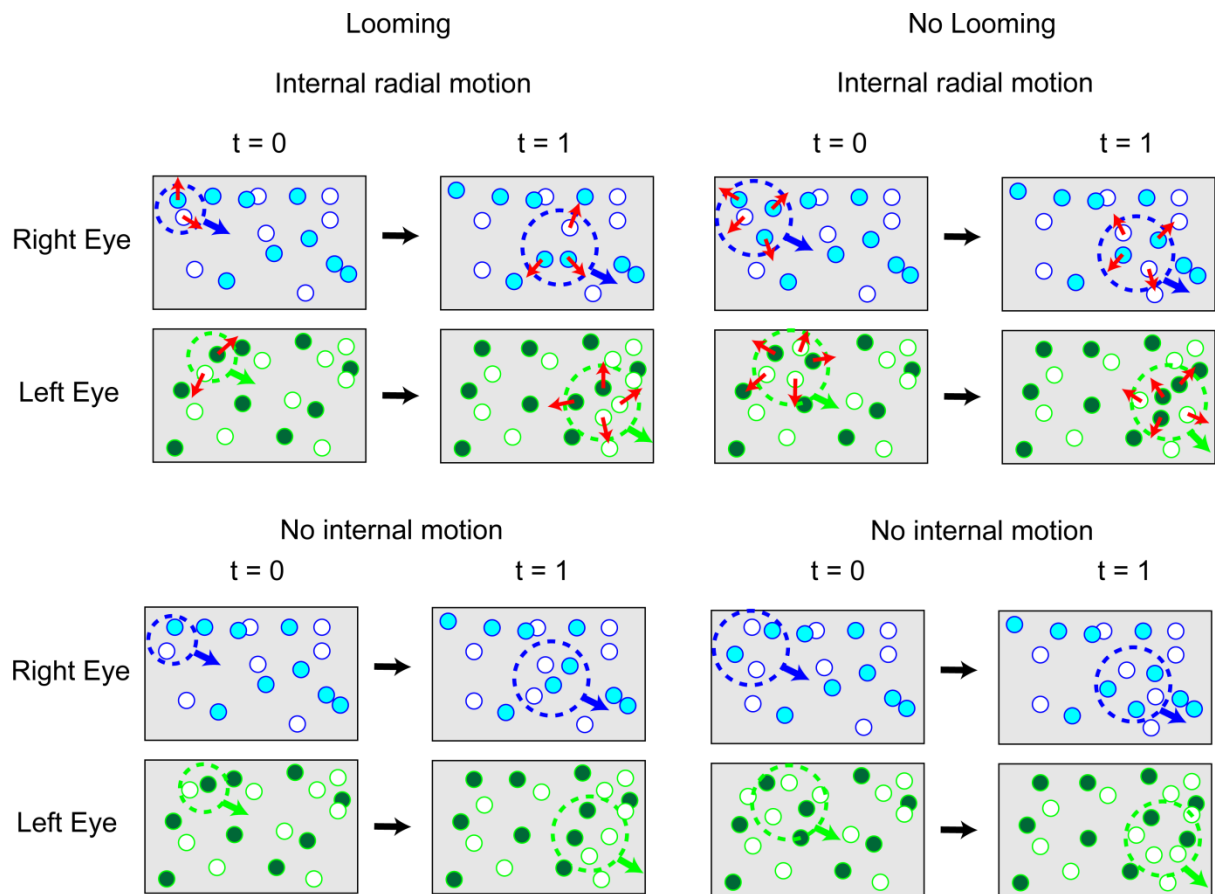 Looming
No Looming
Internal radial motion
Internal radial motion
t = 0
t = 1
t = 0
t = 1
Right Eye
Left Eye
No internal motion
No internal motion
t = 0
t = 1
t = 0
t = 1
Right Eye
Left Eye